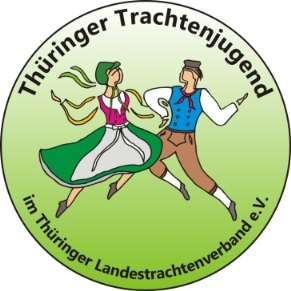 Thüringer Trachtenjugend
im Thüringer Landestrachtenverband e.V.